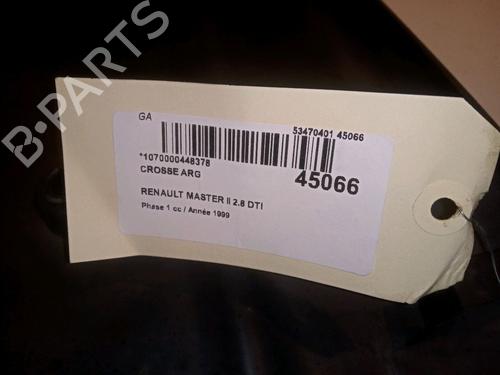 GA
53470401 45066
*1070000448378
45066
CROSSE ARG
RENAULT MASTER II 2.8 DTI
Phase 1 cc / Année 1999
B-PARTS